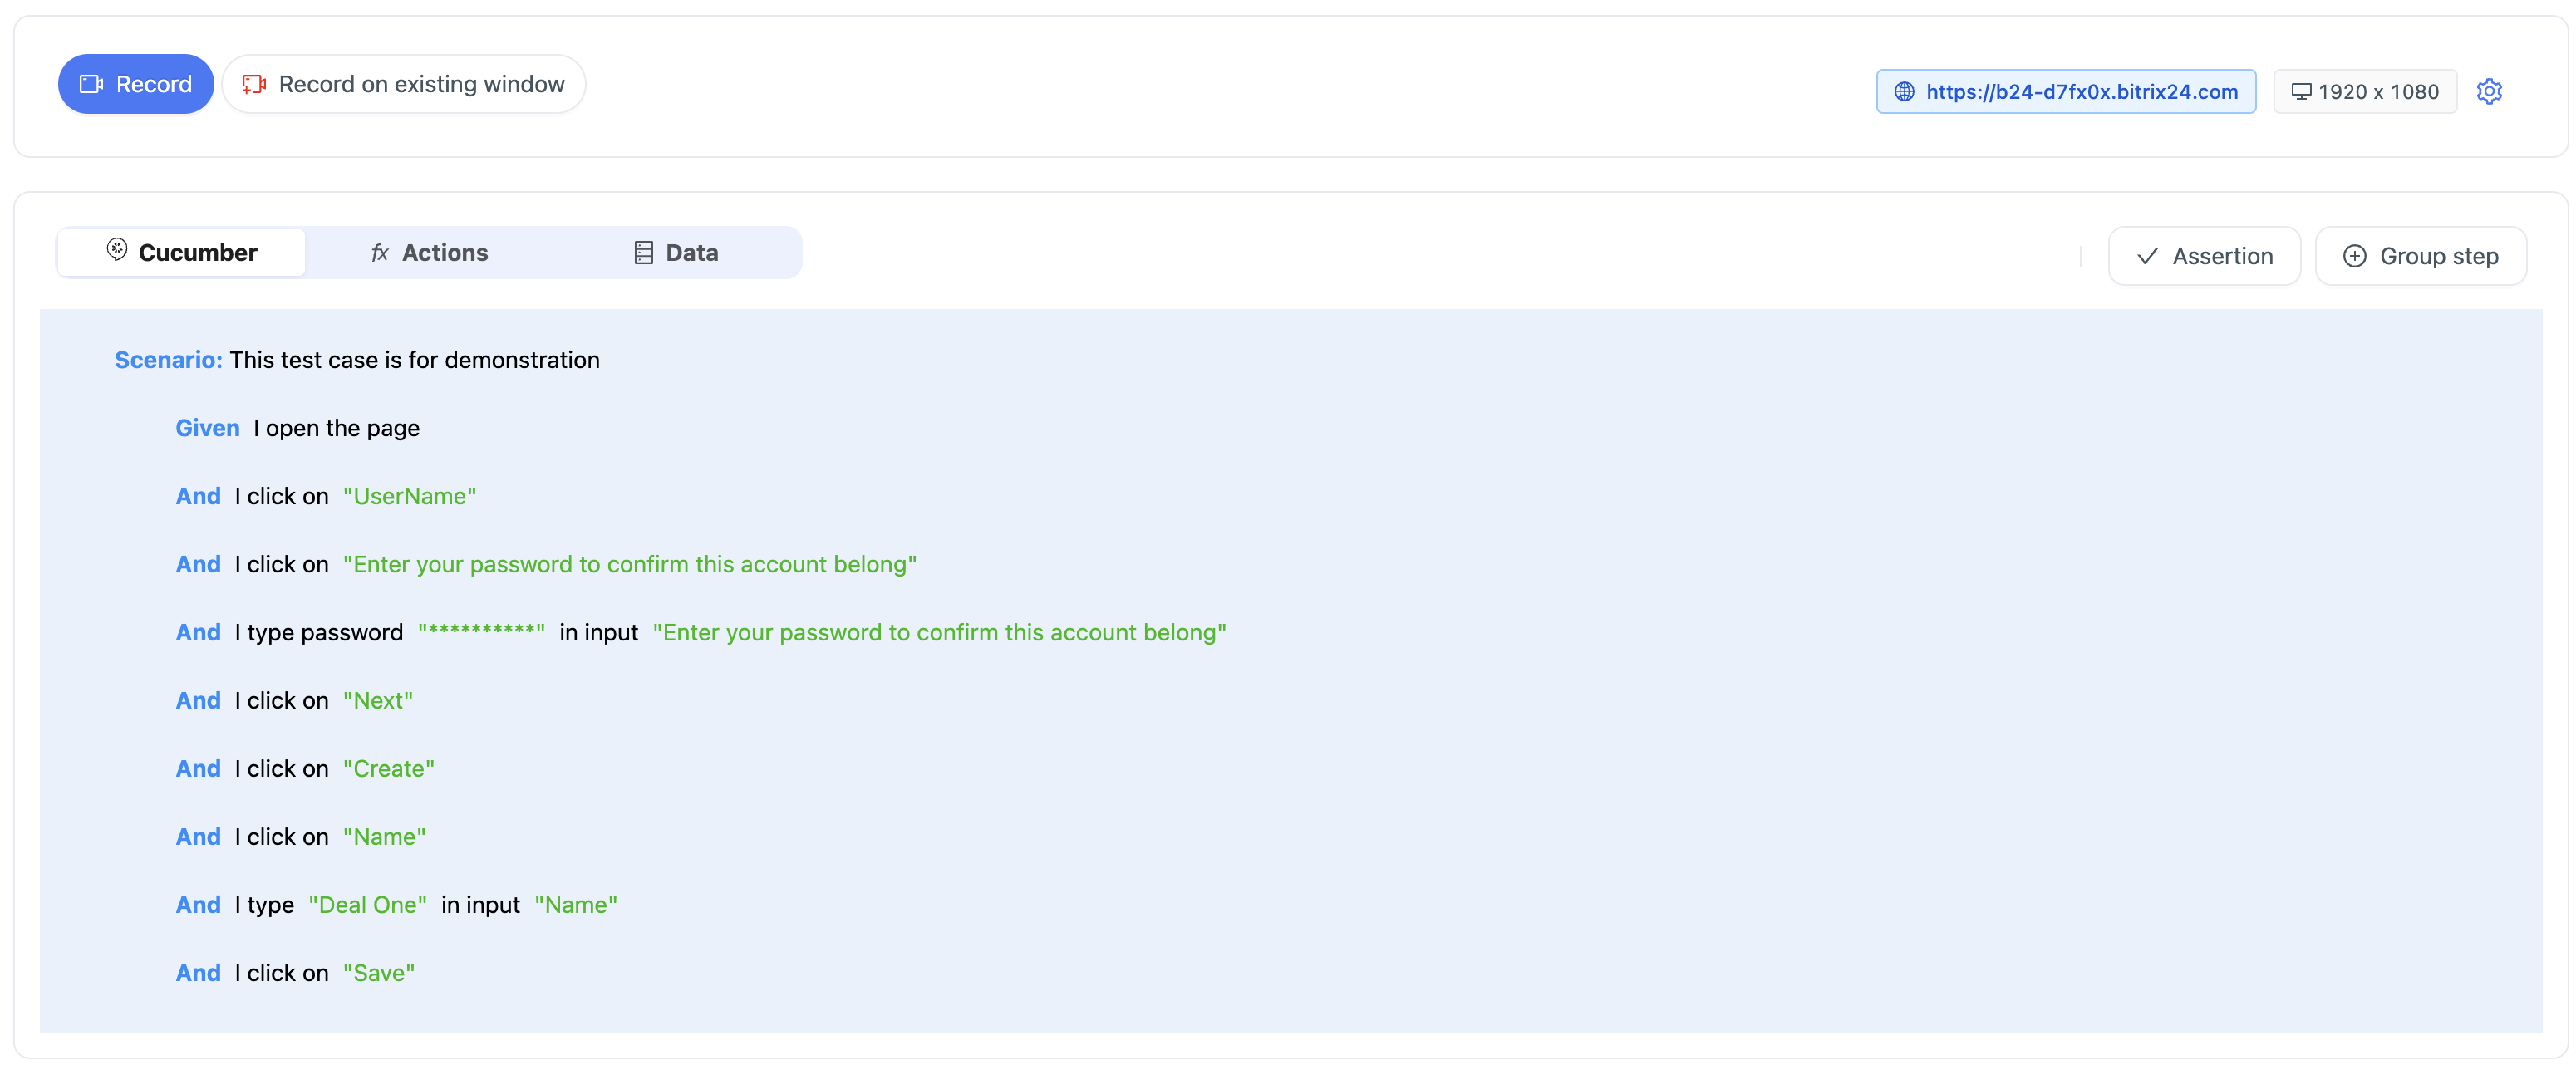 Record
Record on existing window
https://b24-d7fx0x.bitrix24.com
1920 x 1080
Cucumber
fx Actions
Data
Assertion
Group step
Scenario: This test case is for demonstration
Given I open the page
And I click on "UserName"
And I click on "Enter your password to confirm this account belong"
And I type password "**********" in input "Enter your password to confirm this account belong"
And I click on "Next"
And I click on "Create"
And I click on "Name"
And I type "Deal One" in input "Name"
And I click on "Save"